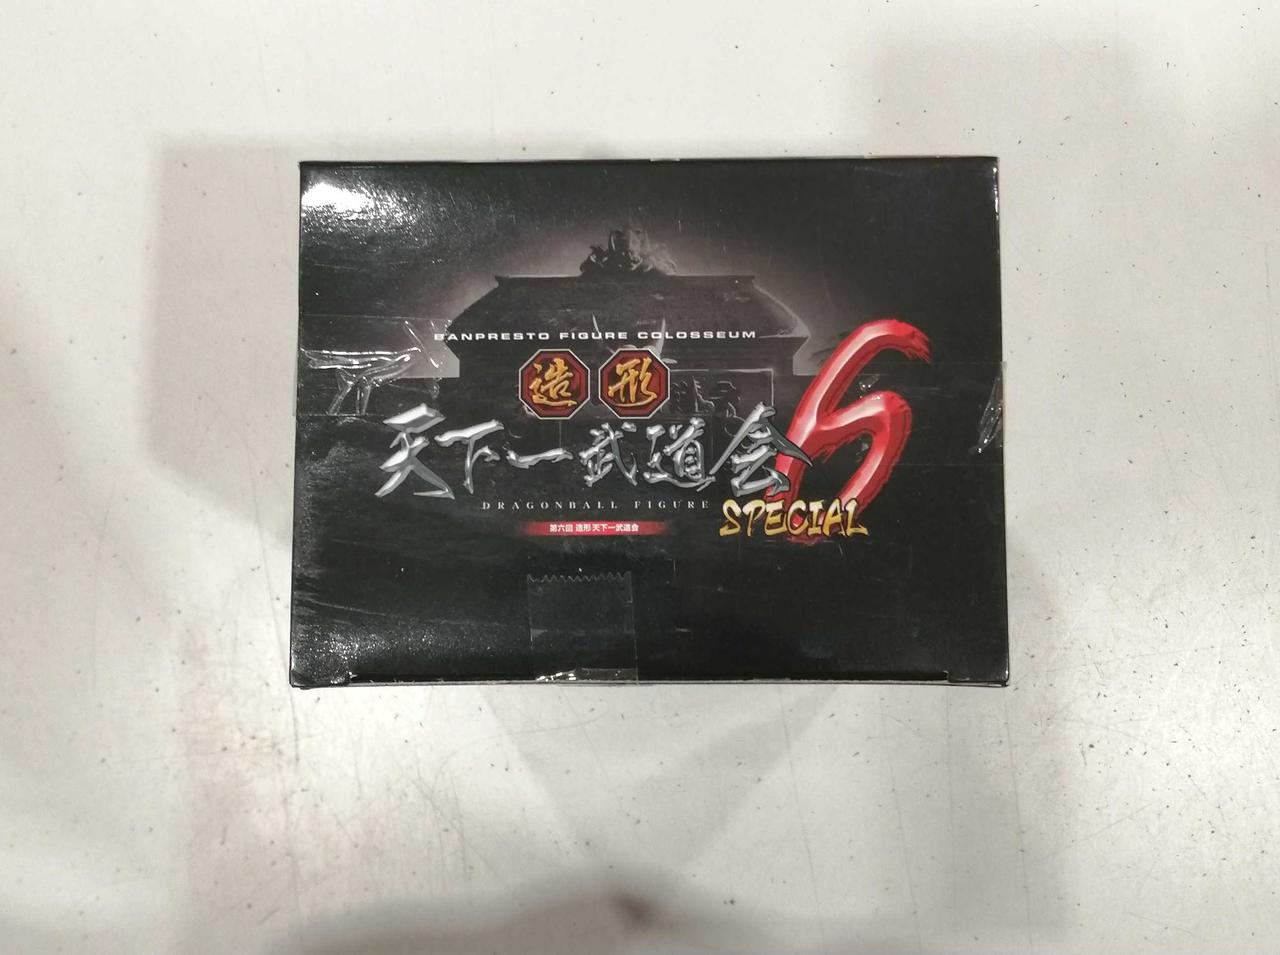 BANPRESTO FIGURE COLOSSEUM
造形
天下一武道会 6
DRAGONBALL FIGURE
SPECIAL
第六回 造形 天下一武道会